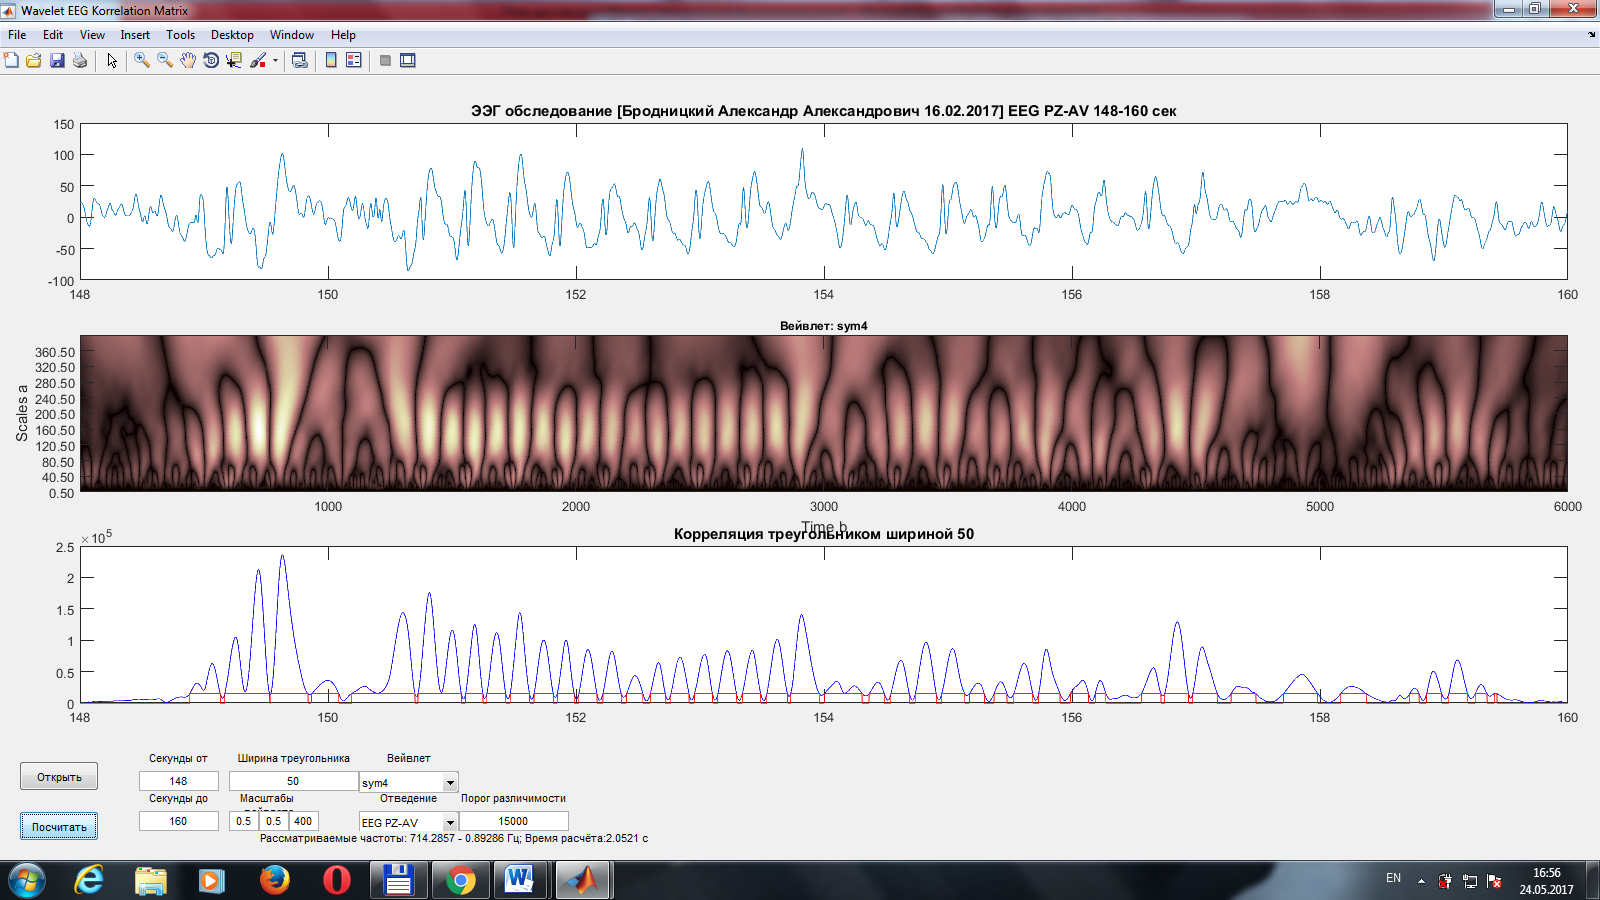 Wavelet EEG Korrelation Matrix
File Edit View Insert Tools Desktop Window Help
ЭЭГ обследование [Бродницкий Александр Александрович 16.02.2017] EEG PZ-AV 148-160 сек
150
100
50
0
-50
-100
148 150 152 154 156 158 160
Вейвлет: sym4
Scales a
360.50
320.50
280.50
240.50
200.50
160.50
120.50
80.50
40.50
0.50
1000 2000 3000 4000 5000 6000
Time b
Корреляция треугольником шириной 50
×10^5
2.5
2
1.5
1
0.5
0
148 150 152 154 156 158 160
Секунды от Ширина треугольника Вейвлет
Открыть 148 50 sym4
Секунды до Масштабы Отведение Порог различимости
Посчитать 160 0.5 0.5 400 EEG PZ-AV 15000
Рассматриваемые частоты: 714.2857 - 0.89286 Гц; Время расчёта:2.0521 с
EN 16:56
24.05.2017